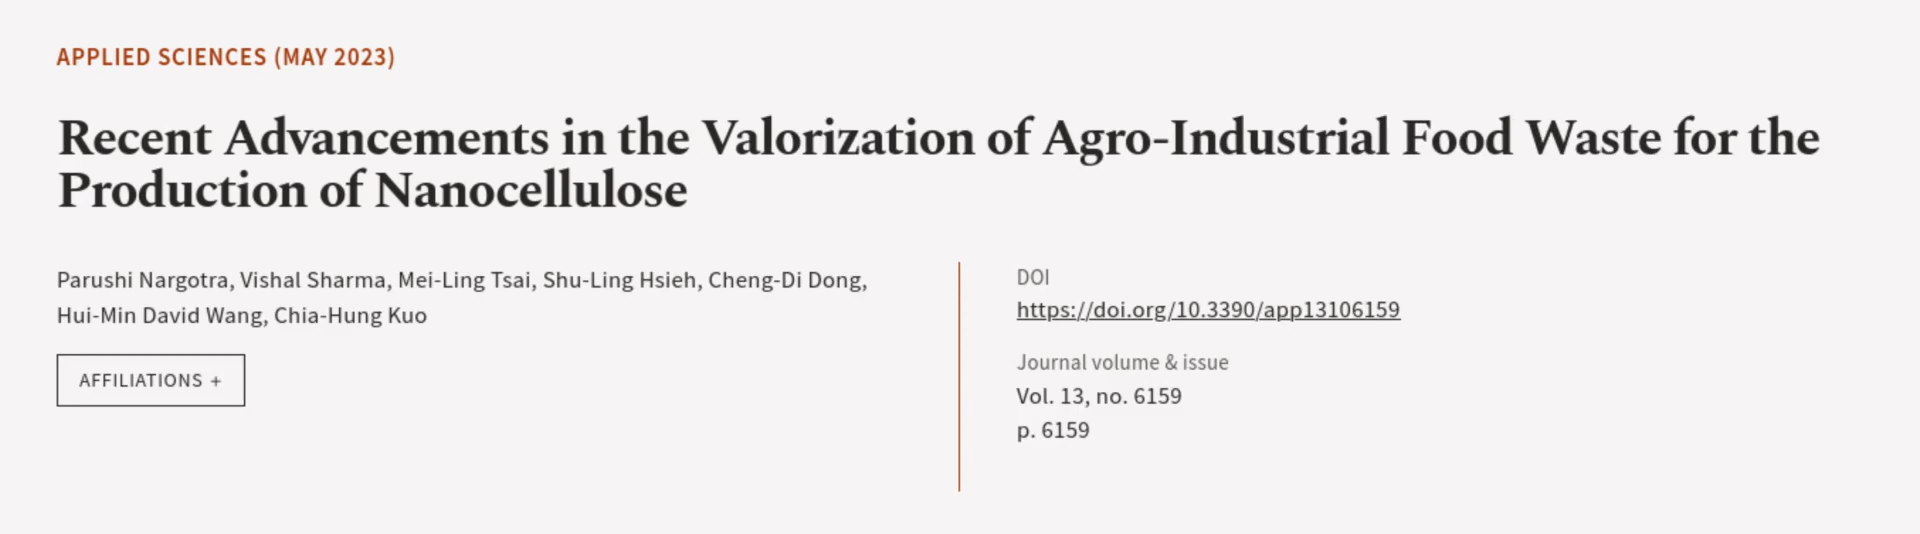 APPLIED SCIENCES (MAY 2023)
Recent Advancements in the Valorization of Agro-Industrial Food Waste for the
Production of Nanocellulose
Parushi Nargotra, Vishal Sharma, Mei-Ling Tsai, Shu-Ling Hsieh, Cheng-Di Dong,
Hui-Min David Wang, Chia-Hung Kuo
AFFILIATIONS +
DOI
https://doi.org/10.3390/app13106159
Journal volume & issue
Vol. 13, no. 6159
p. 6159